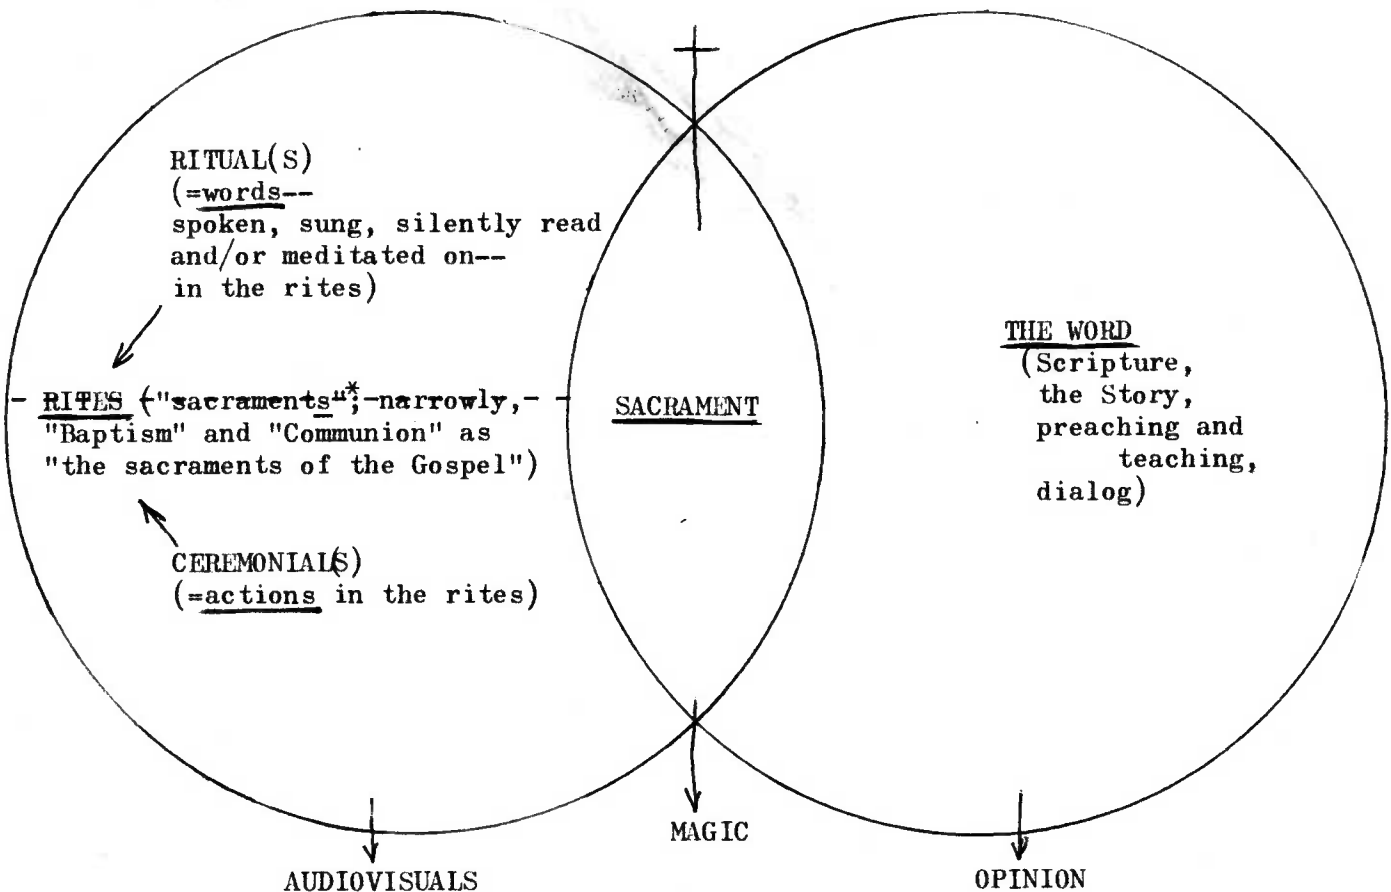 RITUAL(S)
(=words--
spoken, sung, silently read
and/or meditated on--
in the rites)
RITES ("sacraments"*; narrowly,
"Baptism" and "Communion" as
"the sacraments of the Gospel")
CEREMONIAL(S)
(=actions in the rites)
SACRAMENT
THE WORD
(Scripture,
the Story,
preaching and
teaching,
dialog)
AUDIOVISUALS
MAGIC
OPINION